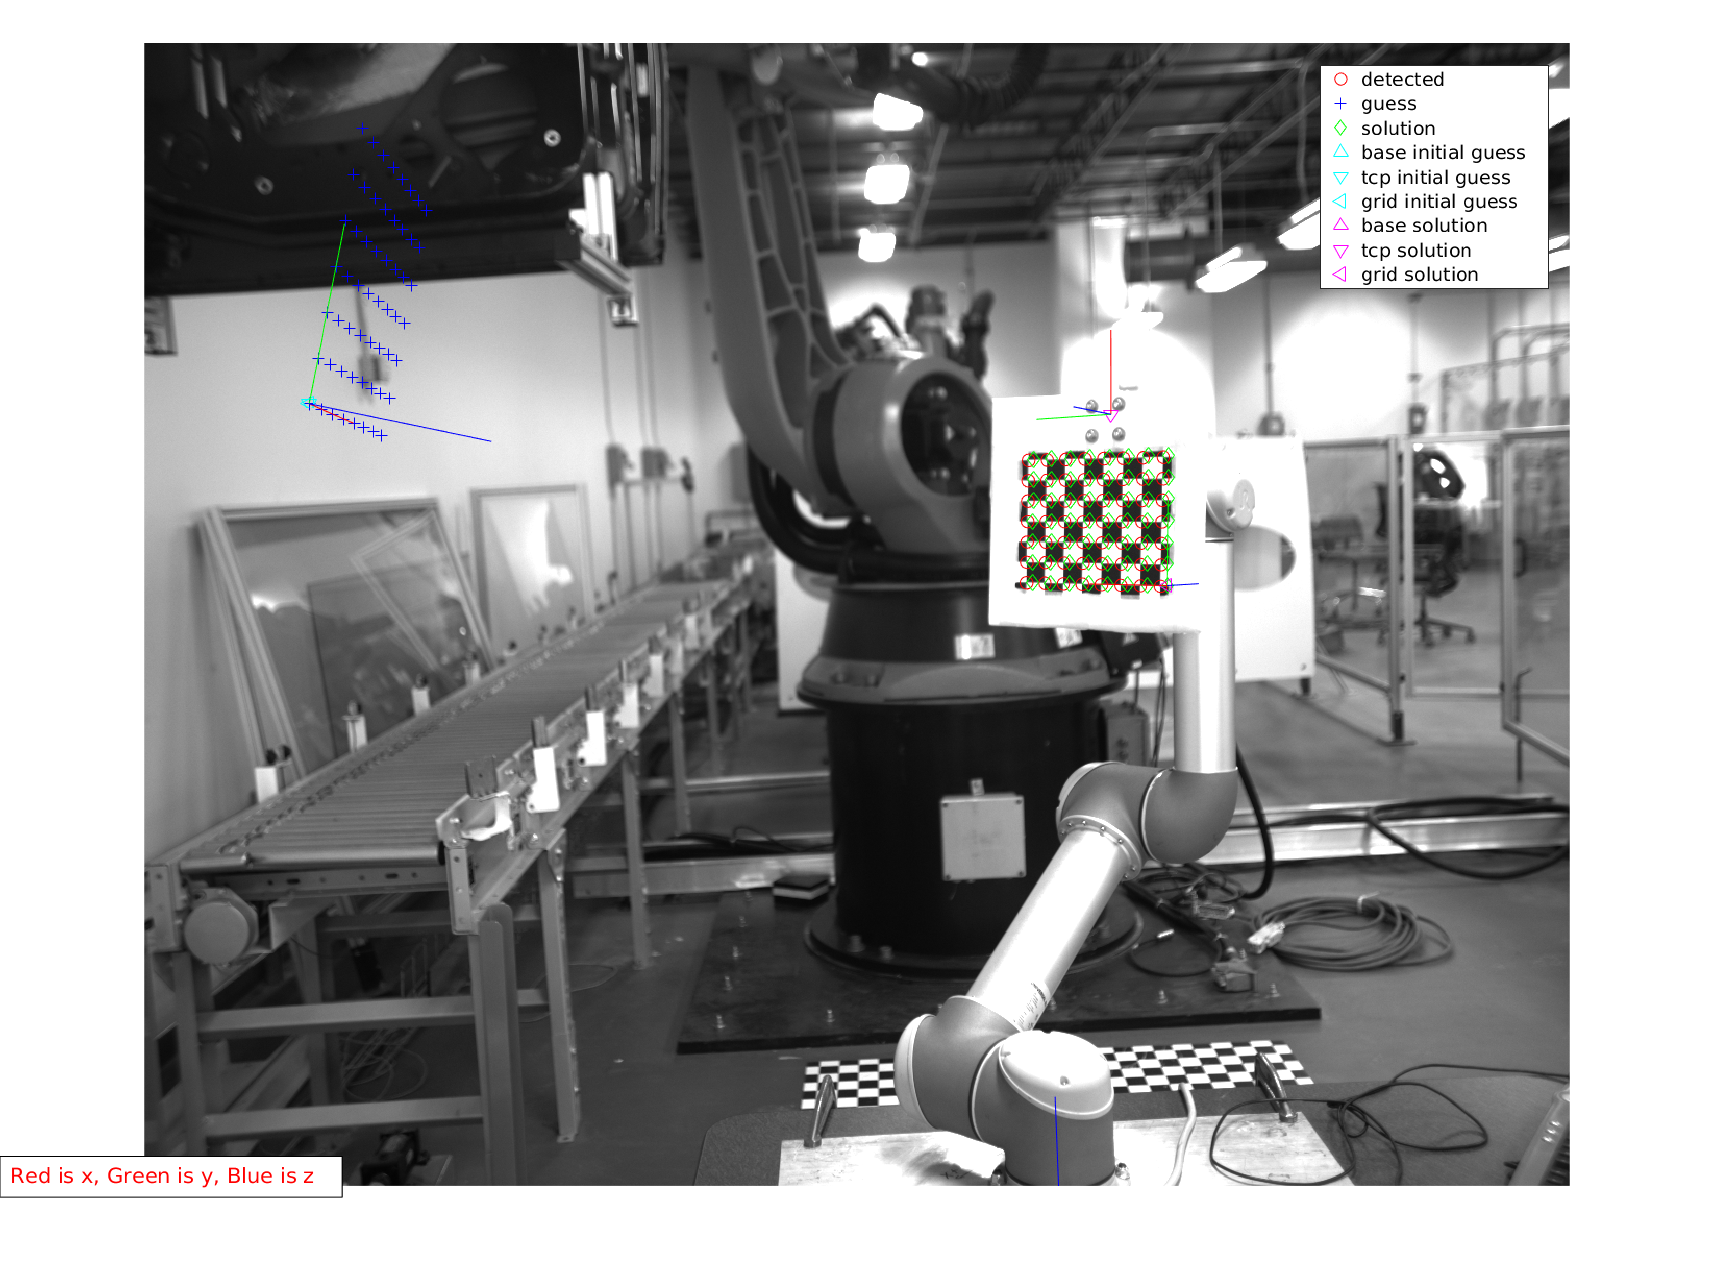 detected
guess
solution
base initial guess
tcp initial guess
grid initial guess
base solution
tcp solution
grid solution
Red is x, Green is y, Blue is z